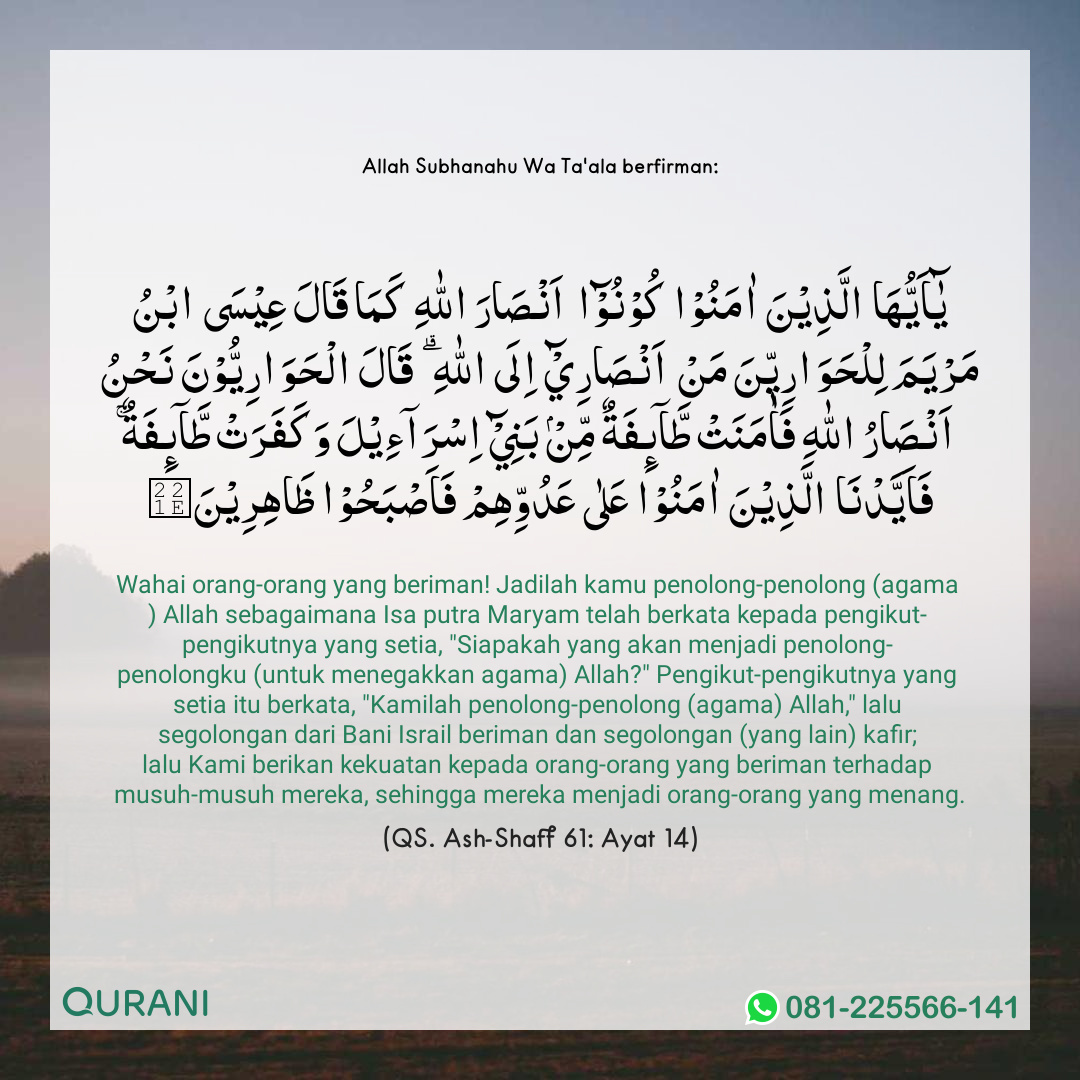 Allah Subhanahu Wa Ta'ala berfirman:
يٰۤاَيُّهَا الَّذِيْنَ اٰمَنُوْا كُوْنُوْۤا اَنْصَارَ اللّٰهِ كَمَا قَالَ عِيْسَى ابْنُ
مَرْيَمَ لِلْحَوَارِيّٖنَ مَنْ اَنْصَارِيْۤ اِلَى اللّٰهِ ۗ قَالَ الْحَوَارِيُّوْنَ نَحْنُ
اَنْصَارُ اللّٰهِ فَاٰمَنَتْ طَّآئِفَةٌ مِّنْۢ بَنِيْۤ اِسْرَآءِيْلَ وَكَفَرَتْ طَّآئِفَةٌ ۚ
فَاَيَّدْنَا الَّذِيْنَ اٰمَنُوْا عَلٰى عَدُوِّهِمْ فَاَصْبَحُوْا ظَاهِرِيْنَ
Wahai orang-orang yang beriman! Jadilah kamu penolong-penolong (agama
) Allah sebagaimana Isa putra Maryam telah berkata kepada pengikut-
pengikutnya yang setia, "Siapakah yang akan menjadi penolong-
penolongku (untuk menegakkan agama) Allah?" Pengikut-pengikutnya yang
setia itu berkata, "Kamilah penolong-penolong (agama) Allah," lalu
segolongan dari Bani Israil beriman dan segolongan (yang lain) kafir;
lalu Kami berikan kekuatan kepada orang-orang yang beriman terhadap
musuh-musuh mereka, sehingga mereka menjadi orang-orang yang menang.
(QS. Ash-Shaff 61: Ayat 14)
QURANI
081-225566-141